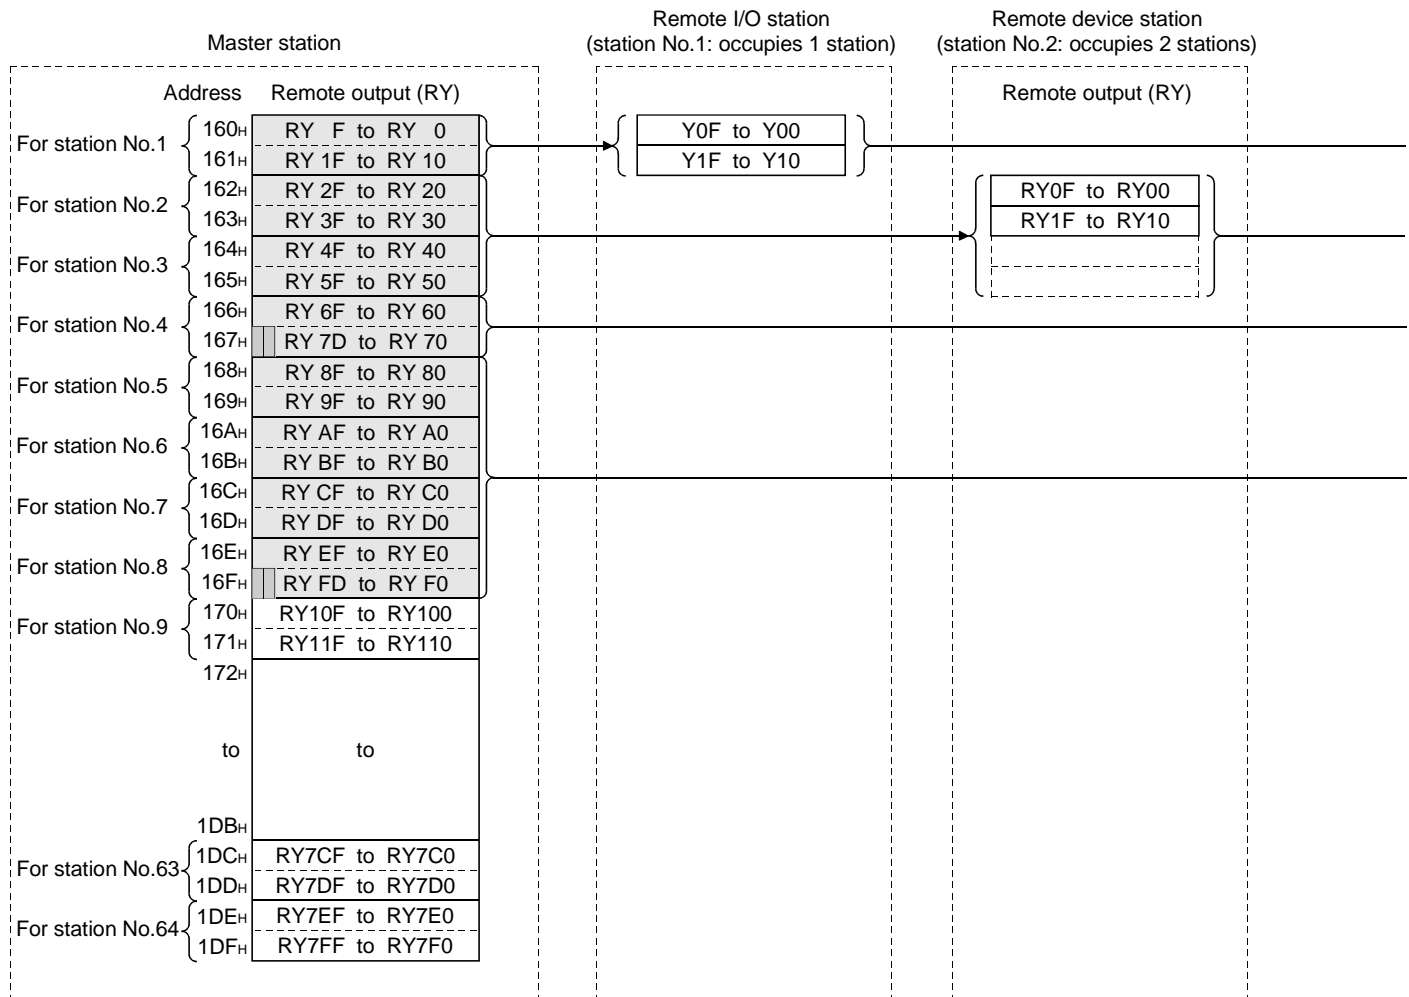 Master station
Remote I/O station
(station No.1: occupies 1 station)
Remote device station
(station No.2: occupies 2 stations)
Address Remote output (RY)
Remote output (RY)
For station No.1
160H RY F to RY 0
161H RY 1F to RY 10
Y0F to Y00
Y1F to Y10
For station No.2
162H RY 2F to RY 20
163H RY 3F to RY 30
RY0F to RY00
RY1F to RY10
For station No.3
164H RY 4F to RY 40
165H RY 5F to RY 50
For station No.4
166H RY 6F to RY 60
167H RY 7D to RY 70
For station No.5
168H RY 8F to RY 80
169H RY 9F to RY 90
For station No.6
16AH RY AF to RY A0
16BH RY BF to RY B0
For station No.7
16CH RY CF to RY C0
16DH RY DF to RY D0
For station No.8
16EH RY EF to RY E0
16FH RY FD to RY F0
For station No.9
170H RY10F to RY100
171H RY11F to RY110
172H
to to
1DBH
For station No.63
1DCH RY7CF to RY7C0
1DDH RY7DF to RY7D0
For station No.64
1DEH RY7EF to RY7E0
1DFH RY7FF to RY7F0